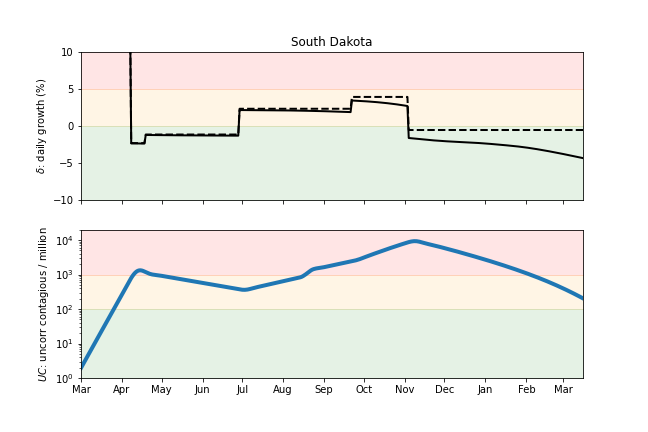 South Dakota
δ: daily growth (%)
10
5
0
−5
−10
UC: uncorr contagious / million
10⁴
10³
10²
10¹
10⁰
Mar Apr May Jun Jul Aug Sep Oct Nov Dec Jan Feb Mar